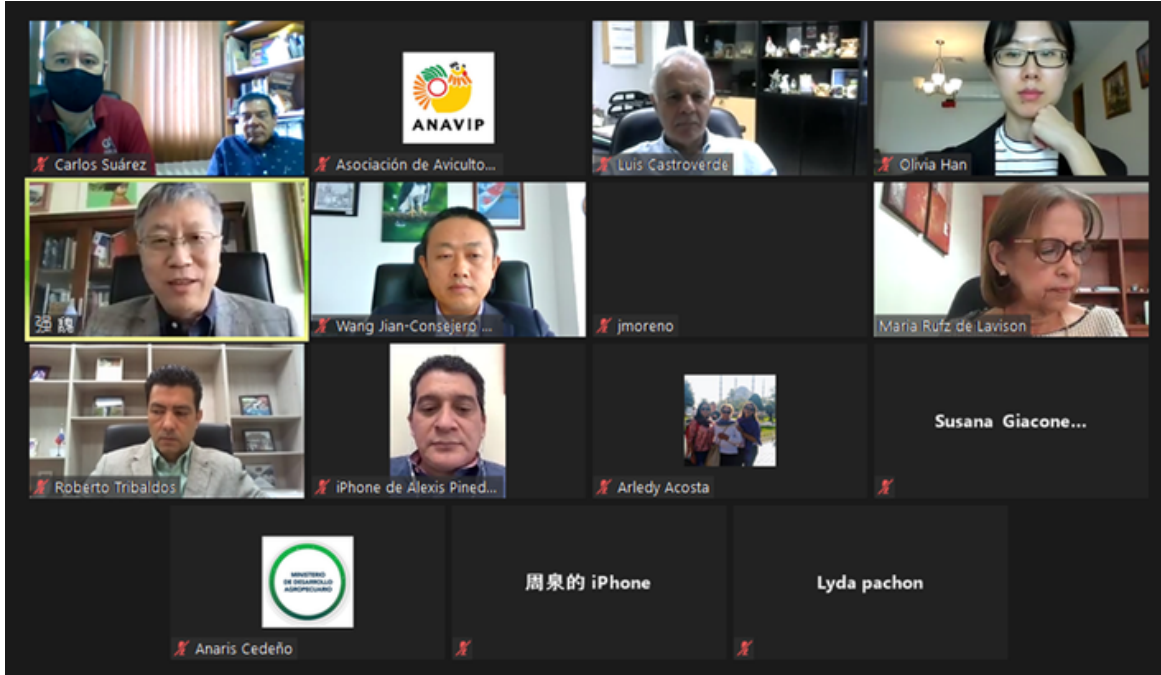 Carlos Suárez
ANAVIP
Asociación de Aviculto...
Luis Castroverde
Olivia Han
强 魏
Wang Jian-Consejero ...
jmoreno
Maria Rufz de Lavison
Roberto Tribaldos
iPhone de Alexis Pined...
Arledy Acosta
Susana Giacone...
MINISTERIO
DE DESARROLLO
AGROPECUARIO
Anaris Cedeño
周泉的 iPhone
Lyda pachon